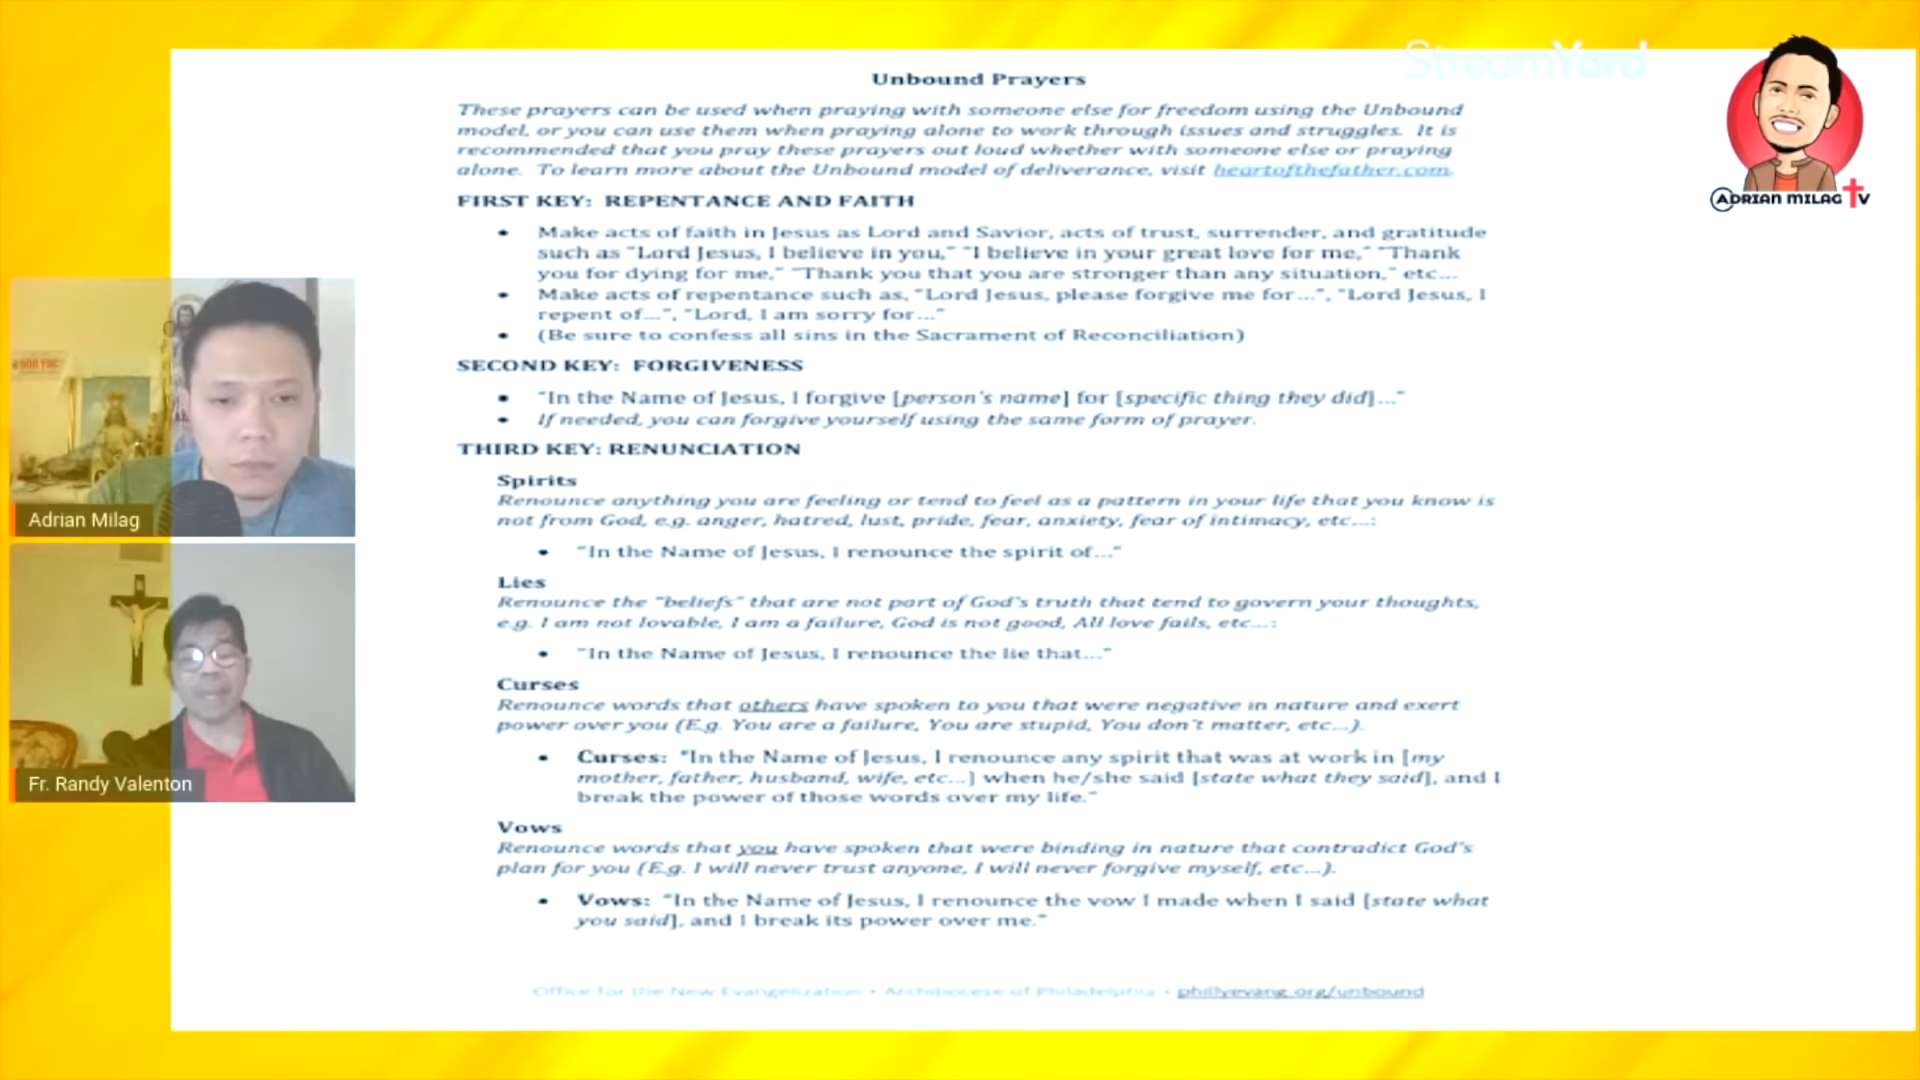 StreamYard
ADRIAN MILAG TV
Unbound Prayers
These prayers can be used when praying with someone else for freedom using the Unbound
model, or you can use them when praying alone to work through issues and struggles.  It is
recommended that you pray these prayers out loud whether with someone else or praying
alone.  To learn more about the Unbound model of deliverance, visit heartofthefather.com.
FIRST KEY:  REPENTANCE AND FAITH
• Make acts of faith in Jesus as Lord and Savior, acts of trust, surrender, and gratitude
such as "Lord Jesus, I believe in you," "I believe in your great love for me," "Thank
you for dying for me," "Thank you that you are stronger than any situation," etc...
• Make acts of repentance such as, "Lord Jesus, please forgive me for...", "Lord Jesus, I
repent of...", "Lord, I am sorry for..."
• (Be sure to confess all sins in the Sacrament of Reconciliation)
SECOND KEY:  FORGIVENESS
• "In the Name of Jesus, I forgive [person's name] for [specific thing they did]..."
• If needed, you can forgive yourself using the same form of prayer.
THIRD KEY: RENUNCIATION
Spirits
Renounce anything you are feeling or tend to feel as a pattern in your life that you know is
not from God, e.g. anger, hatred, lust, pride, fear, anxiety, fear of intimacy, etc...:
• "In the Name of Jesus, I renounce the spirit of..."
Lies
Renounce the "beliefs" that are not part of God's truth that tend to govern your thoughts,
e.g. I am not lovable, I am a failure, God is not good, All love fails, etc...:
• "In the Name of Jesus, I renounce the lie that..."
Curses
Renounce words that others have spoken to you that were negative in nature and exert
power over you (E.g. You are a failure, You are stupid, You don't matter, etc...).
• Curses:  "In the Name of Jesus, I renounce any spirit that was at work in [my
mother, father, husband, wife, etc...] when he/she said [state what they said], and I
break the power of those words over my life."
Vows
Renounce words that you have spoken that were binding in nature that contradict God's
plan for you (E.g. I will never trust anyone, I will never forgive myself, etc...).
• Vows:  "In the Name of Jesus, I renounce the vow I made when I said [state what
you said], and I break its power over me."
Office for the New Evangelization • Archdiocese of Philadelphia • phillyevang.org/unbound
Adrian Milag
Fr. Randy Valenton